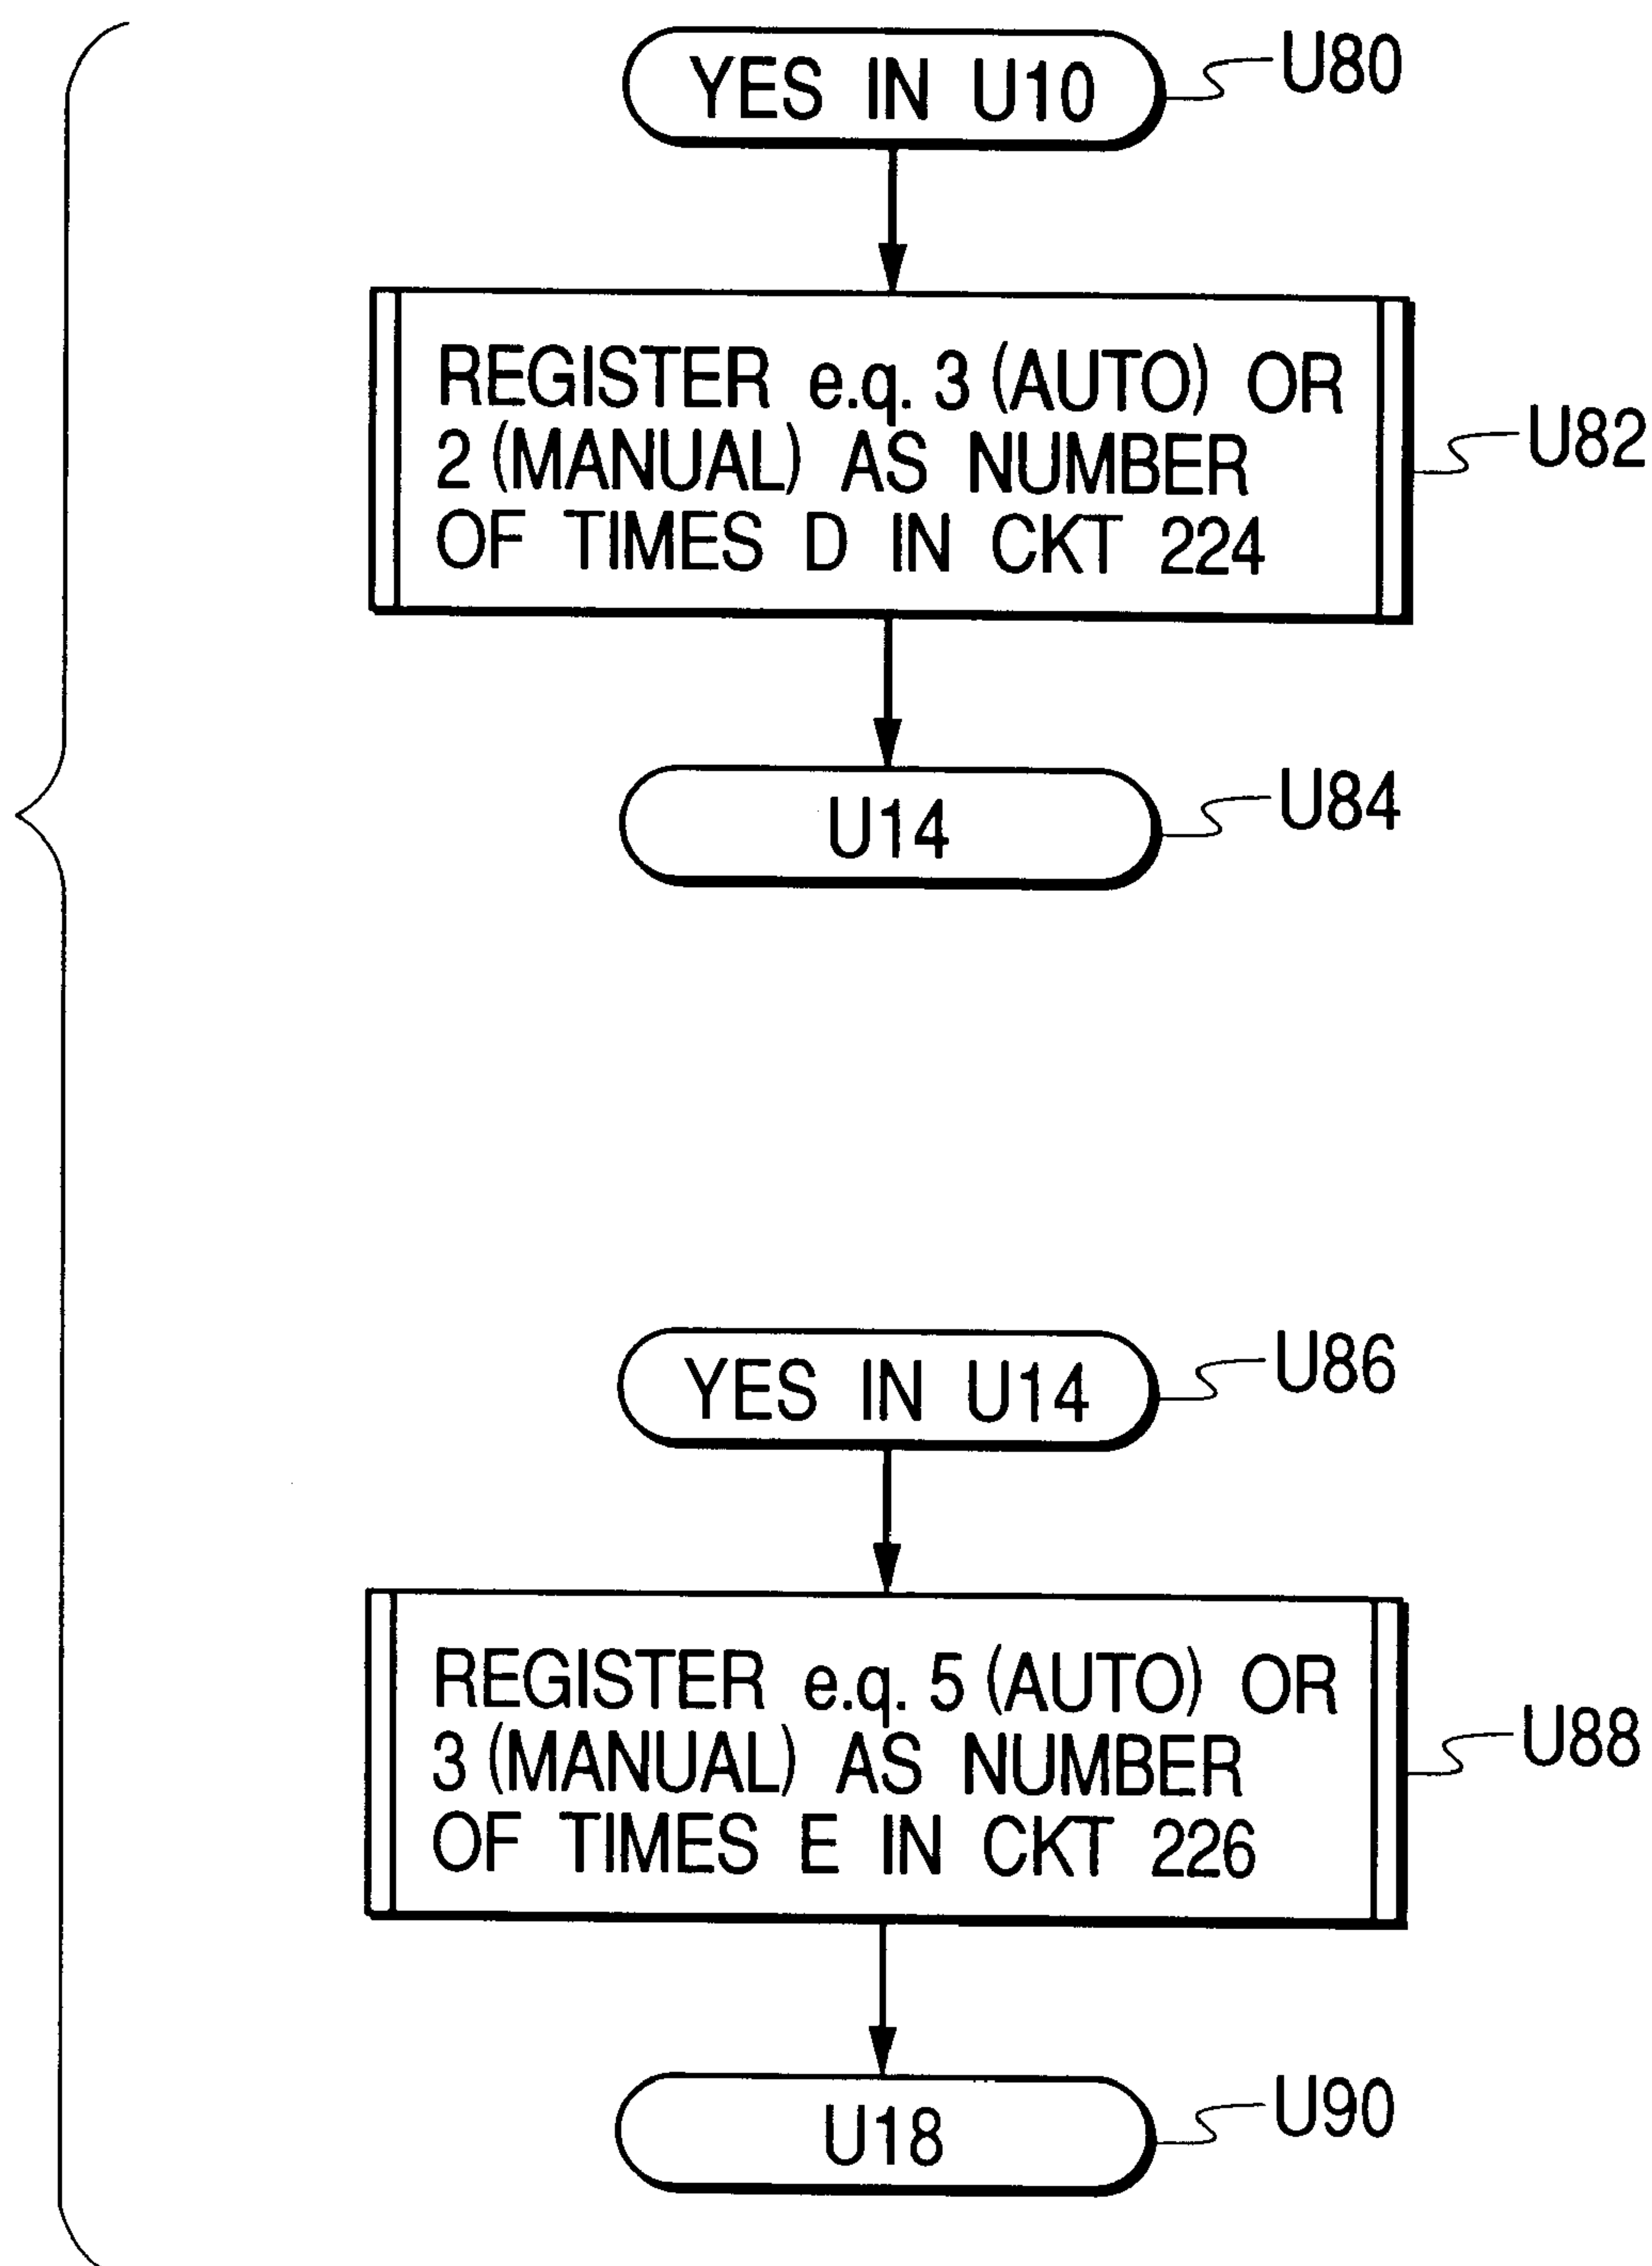 YES IN U10
U80
REGISTER e.q. 3 (AUTO) OR
2 (MANUAL) AS NUMBER
OF TIMES D IN CKT 224
U82
U14
U84
YES IN U14
U86
REGISTER e.q. 5 (AUTO) OR
3 (MANUAL) AS NUMBER
OF TIMES E IN CKT 226
U88
U18
U90